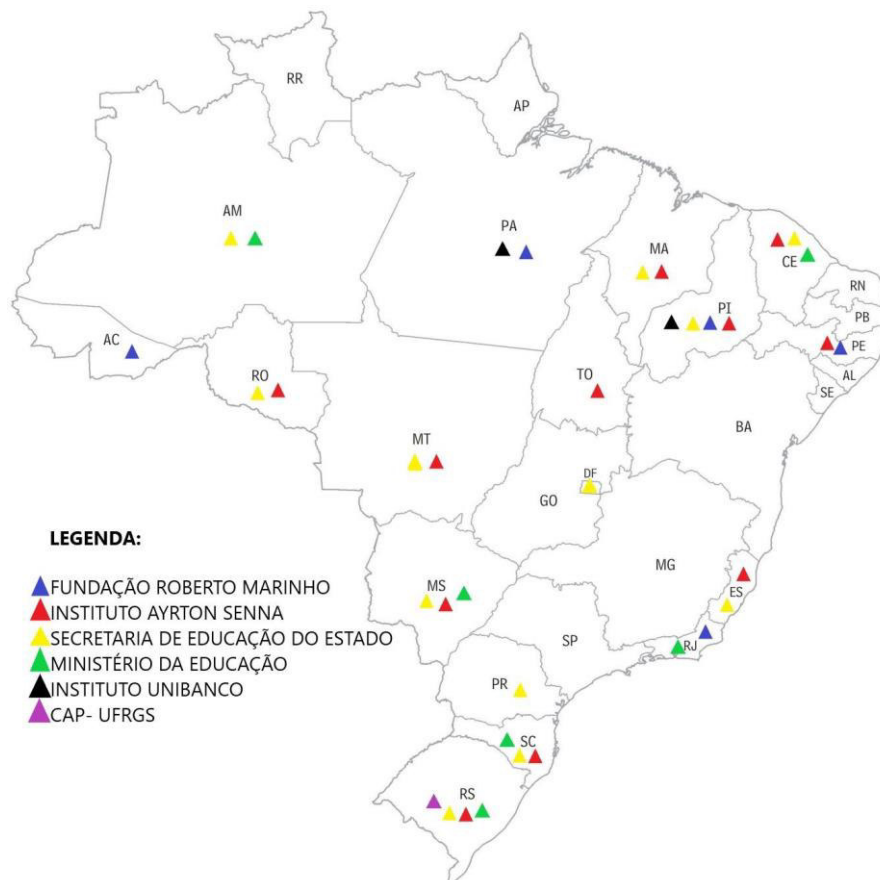 RR
AP
AM
PA
MA
CE
RN
PB
PI
PE
AL
SE
AC
RO
TO
BA
MT
DF
GO
MG
MS
ES
SP
RJ
PR
SC
RS
LEGENDA:
FUNDAÇÃO ROBERTO MARINHO
INSTITUTO AYRTON SENNA
SECRETARIA DE EDUCAÇÃO DO ESTADO
MINISTÉRIO DA EDUCAÇÃO
INSTITUTO UNIBANCO
CAP- UFRGS